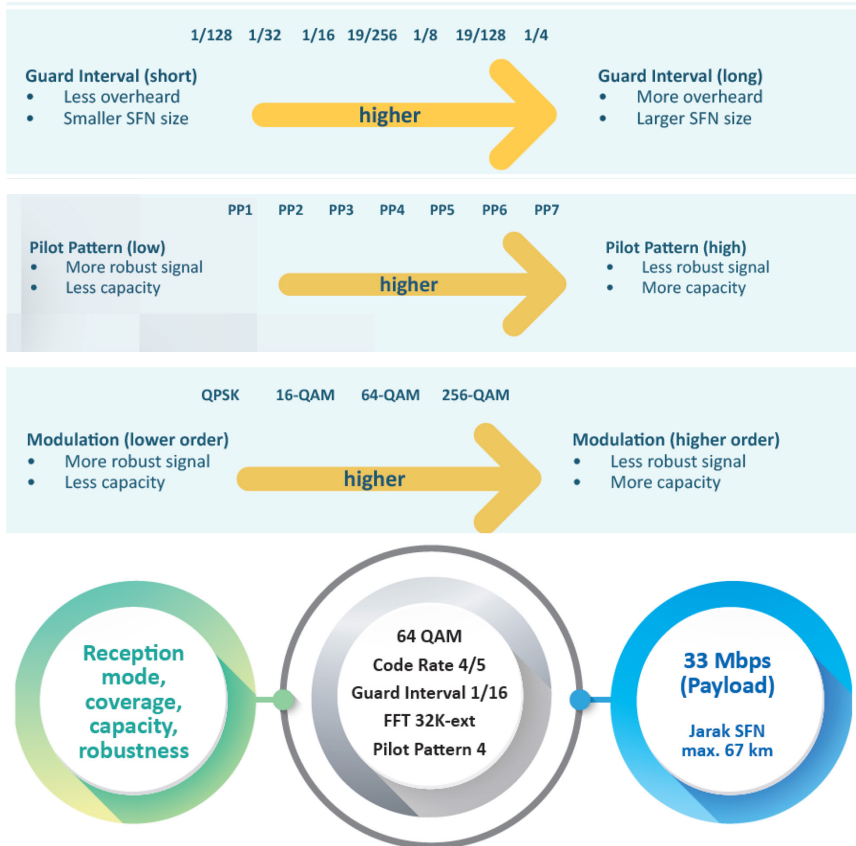 1/128 1/32 1/16 19/256 1/8 19/128 1/4
Guard Interval (short)
• Less overheard
• Smaller SFN size
higher
Guard Interval (long)
• More overheard
• Larger SFN size
PP1 PP2 PP3 PP4 PP5 PP6 PP7
Pilot Pattern (low)
• More robust signal
• Less capacity
higher
Pilot Pattern (high)
• Less robust signal
• More capacity
QPSK 16-QAM 64-QAM 256-QAM
Modulation (lower order)
• More robust signal
• Less capacity
higher
Modulation (higher order)
• Less robust signal
• More capacity
Reception
mode,
coverage,
capacity,
robustness
64 QAM
Code Rate 4/5
Guard Interval 1/16
FFT 32K-ext
Pilot Pattern 4
33 Mbps
(Payload)
Jarak SFN
max. 67 km